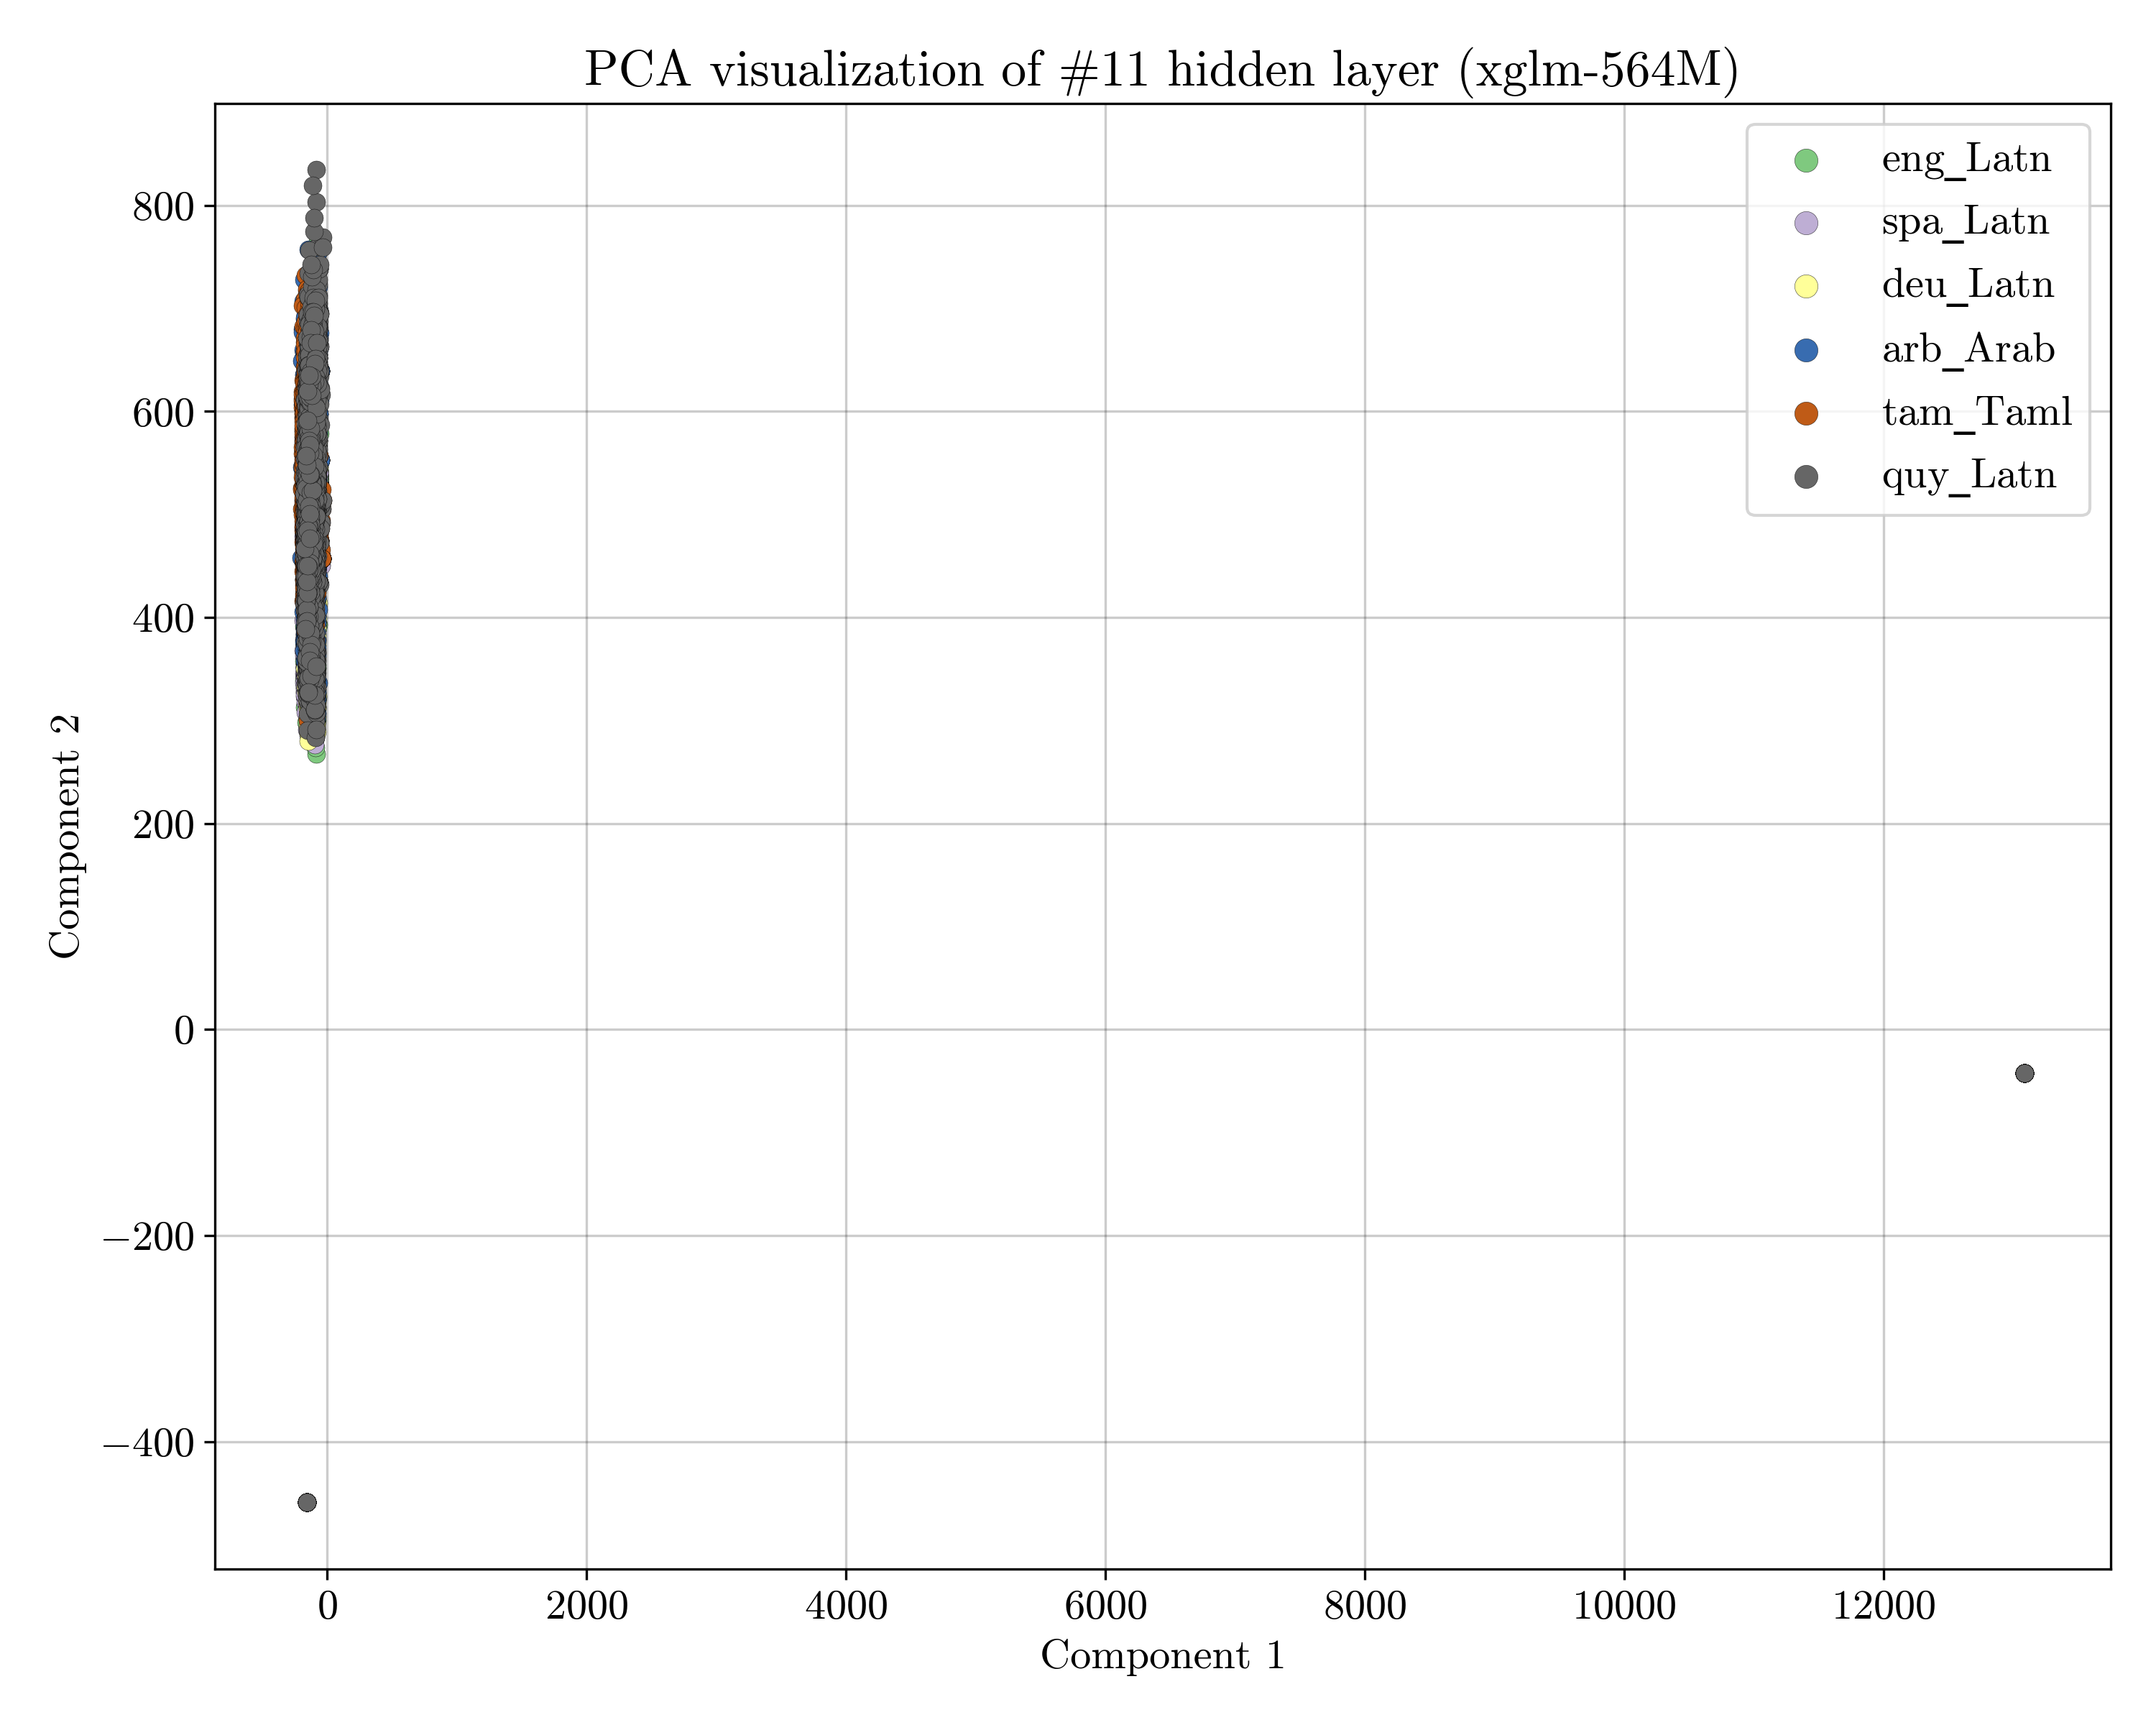 PCA visualization of #11 hidden layer (xglm-564M)
eng_Latn
spa_Latn
deu_Latn
arb_Arab
tam_Taml
quy_Latn
Component 2
800
600
400
200
0
−200
−400
0 2000 4000 6000 8000 10000 12000
Component 1